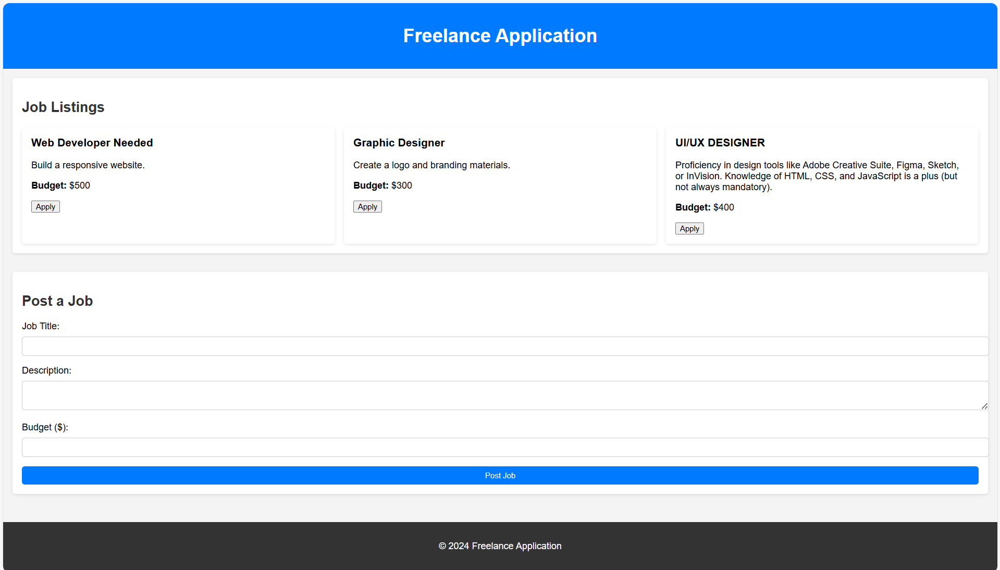 Freelance Application
Job Listings
Web Developer Needed
Build a responsive website.
Budget: $500
Apply
Graphic Designer
Create a logo and branding materials.
Budget: $300
Apply
UI/UX DESIGNER
Proficiency in design tools like Adobe Creative Suite, Figma, Sketch,
or InVision. Knowledge of HTML, CSS, and JavaScript is a plus (but
not always mandatory).
Budget: $400
Apply
Post a Job
Job Title:
Description:
Budget ($):
Post Job
© 2024 Freelance Application